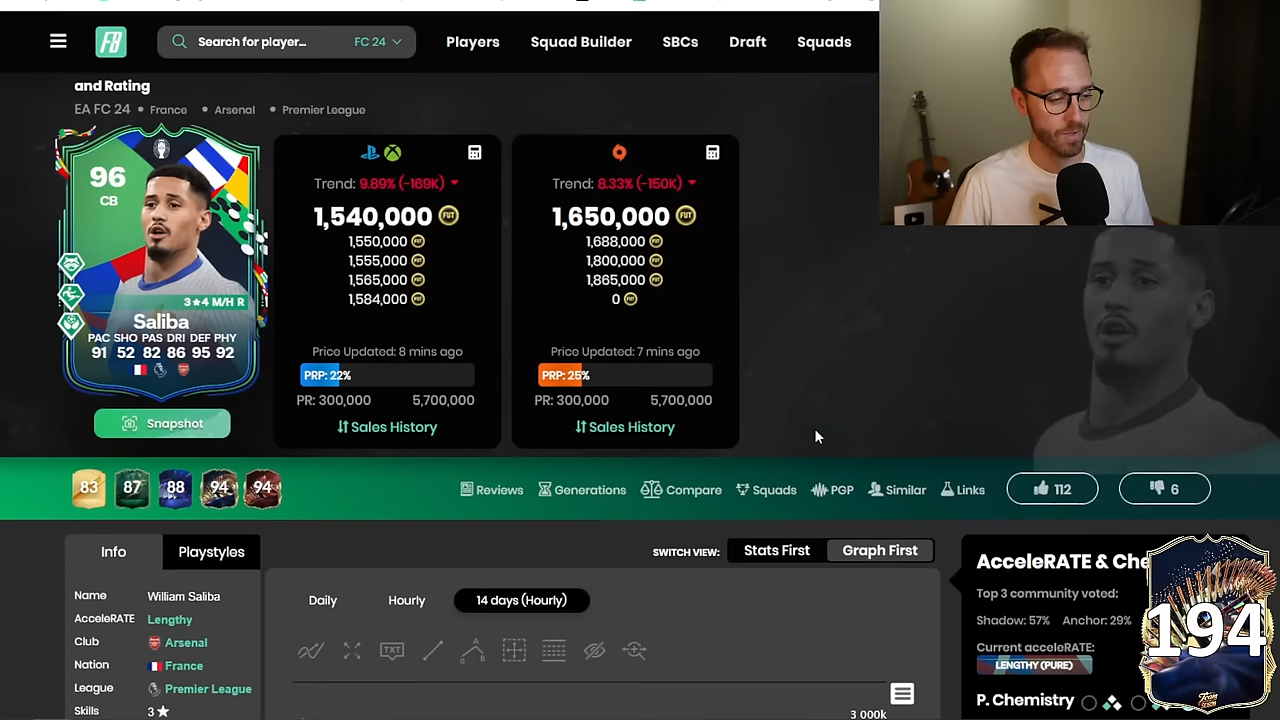 FB
Search for player...
FC 24
Players
Squad Builder
SBCs
Draft
Squads
and Rating
EA FC 24
France
Arsenal
Premier League
96
CB
3★4 M/H R
Saliba
PAC SHO PAS DRI DEF PHY
91 52 82 86 95 92
Snapshot
Trend: 9.89% (-169K)
1,540,000
FUT
1,550,000
1,555,000
1,565,000
1,584,000
Price Updated: 8 mins ago
PRP: 22%
PR: 300,000
5,700,000
Sales History
Trend: 8.33% (-150K)
1,650,000
FUT
1,688,000
1,800,000
1,865,000
0
Price Updated: 7 mins ago
PRP: 25%
PR: 300,000
5,700,000
Sales History
83
87
88
94
94
Reviews
Generations
Compare
Squads
PGP
Similar
Links
112
6
Info
Playstyles
SWITCH VIEW:
Stats First
Graph First
Name
William Saliba
AcceleRATE
Lengthy
Club
Arsenal
Nation
France
League
Premier League
Skills
3★
Daily
Hourly
14 days (Hourly)
TXT
3 000k
AcceleRATE & Che
Top 3 community voted:
Shadow: 57%
Anchor: 29%
Current acceleRATE:
LENGTHY (PURE)
P. Chemistry
194